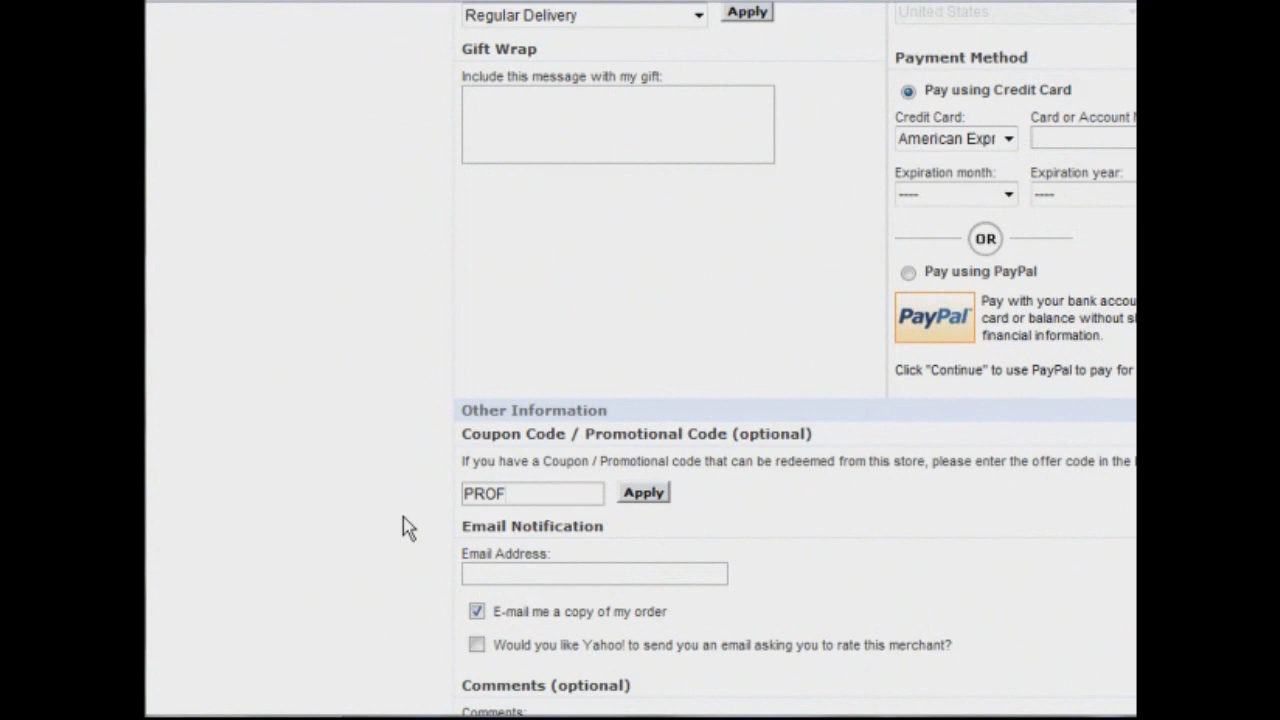 Regular Delivery
Apply
Gift Wrap
Include this message with my gift:
United States
Payment Method
Pay using Credit Card
Credit Card:
Card or Account
American Expr
Expiration month:
Expiration year:
----
----
OR
Pay using PayPal
PayPal
Pay with your bank accou
card or balance without s
financial information.
Click "Continue" to use PayPal to pay for
Other Information
Coupon Code / Promotional Code (optional)
If you have a Coupon / Promotional code that can be redeemed from this store, please enter the offer code in the
PROF
Apply
Email Notification
Email Address:
E-mail me a copy of my order
Would you like Yahoo! to send you an email asking you to rate this merchant?
Comments (optional)
Comments: